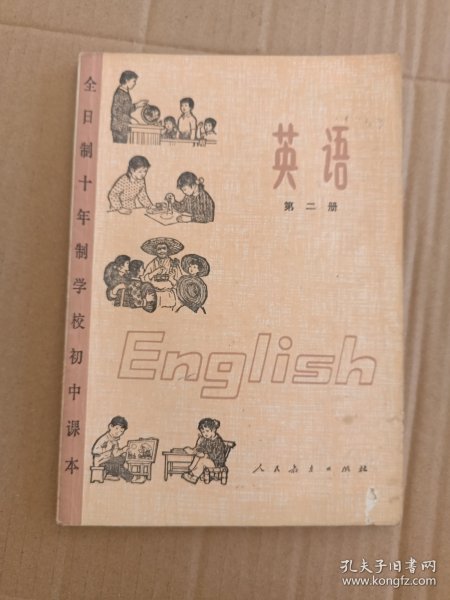 全日制十年制学校初中课本
英语
第二册
English
人民教育出版社
孔夫子旧书网
www.kongfz.com